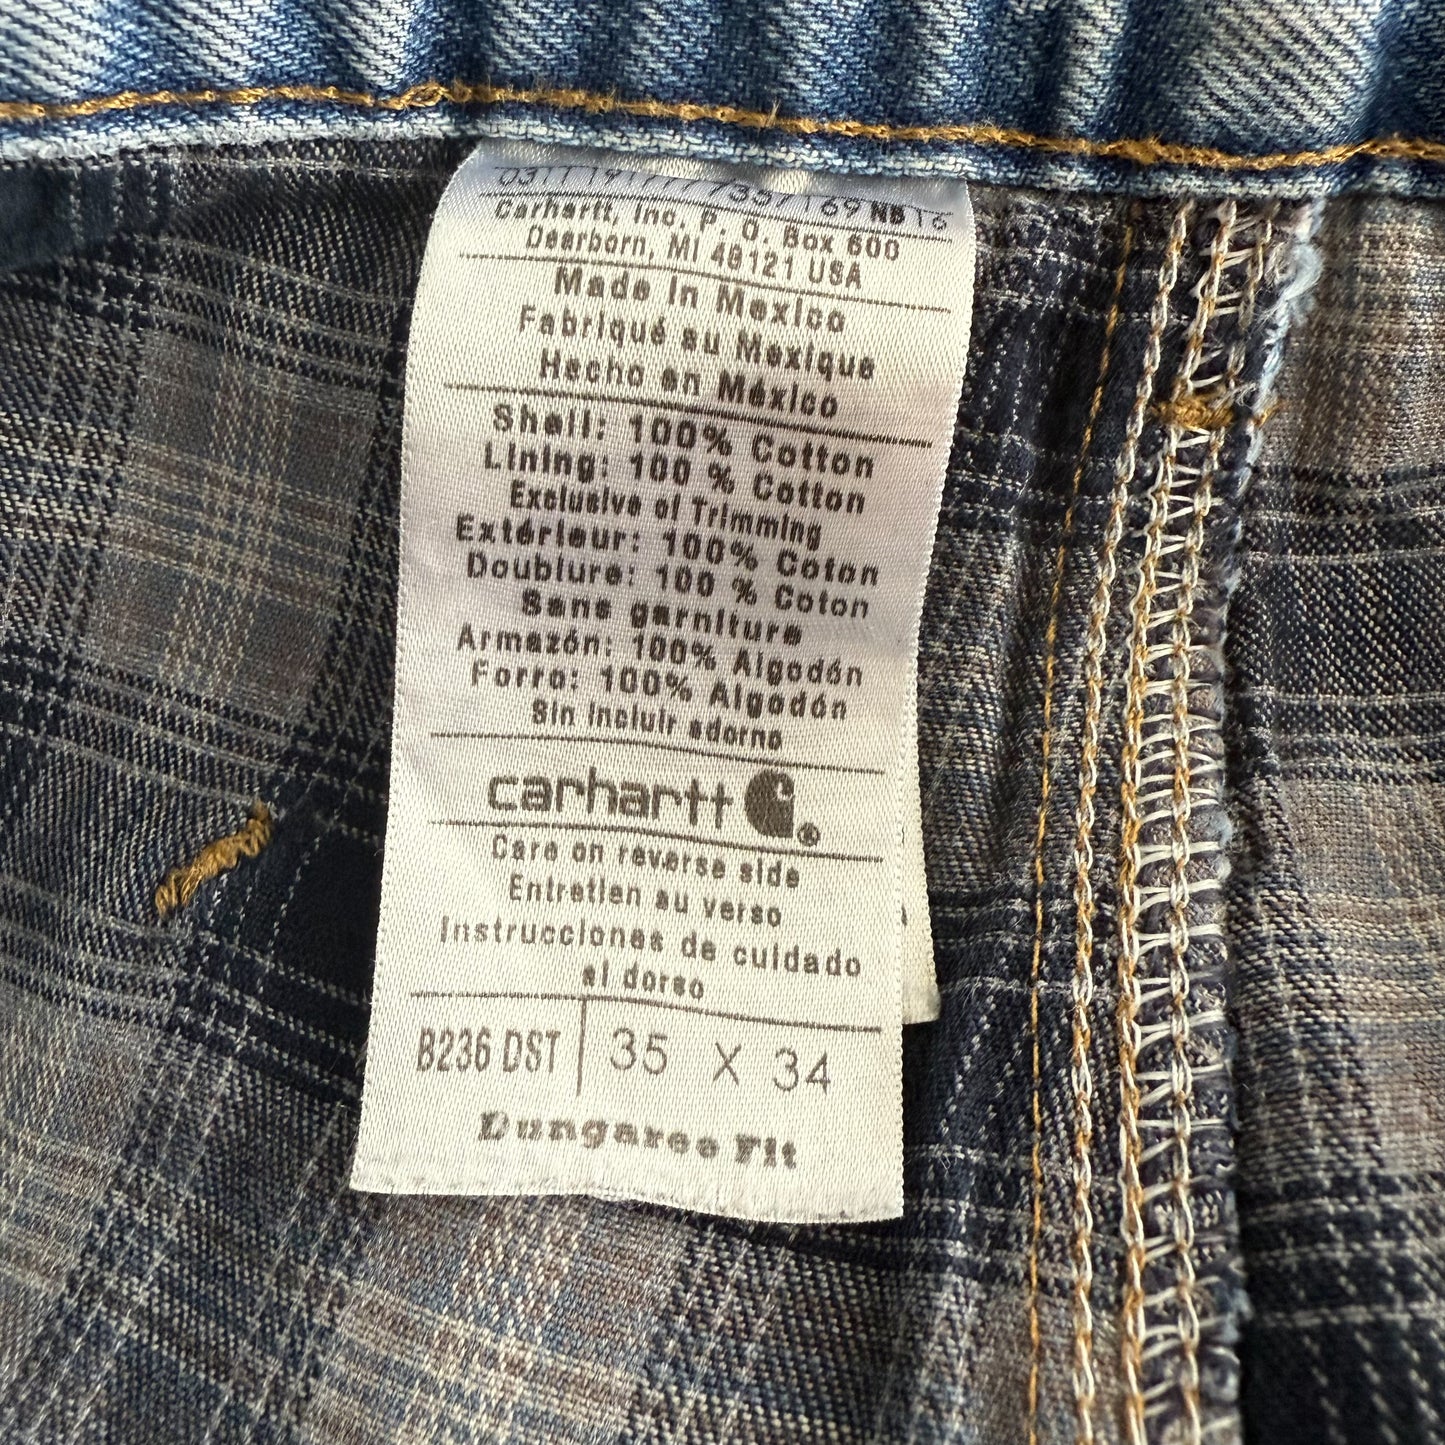 NB 16
Carhartt, Inc. P. O. Box 600
Dearborn, MI 48121 USA
Made in Mexico
Fabriqué au Mexique
Hecho en México
Shell: 100% Cotton
Lining: 100 % Cotton
Exclusive of Trimming
Extérieur: 100% Coton
Doublure: 100 % Coton
Sans garniture
Armazón: 100% Algodón
Forro: 100% Algodón
Sin incluir adorno
carhartt ®
Care on reverse side
Entretien au verso
Instrucciones de cuidado
al dorso
B236 DST 35 X 34
Dungaree Fit